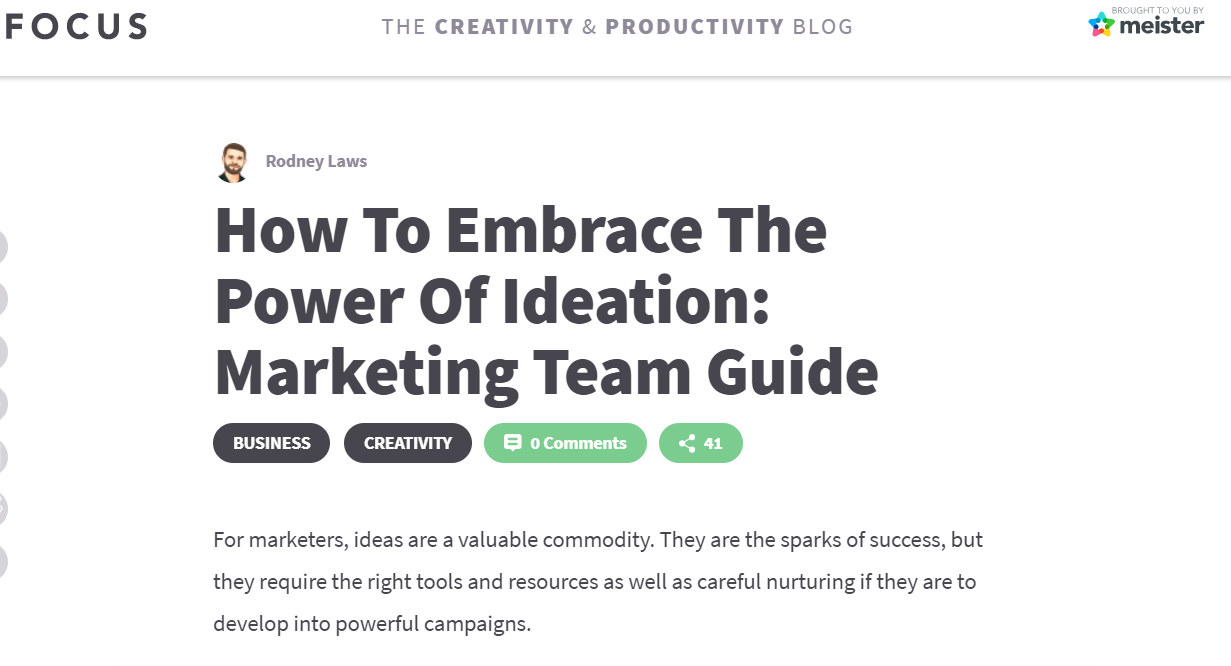 FOCUS
THE CREATIVITY & PRODUCTIVITY BLOG
BROUGHT TO YOU BY
meister
Rodney Laws
How To Embrace The
Power Of Ideation:
Marketing Team Guide
BUSINESS CREATIVITY 0 Comments 41
For marketers, ideas are a valuable commodity. They are the sparks of success, but
they require the right tools and resources as well as careful nurturing if they are to
develop into powerful campaigns.